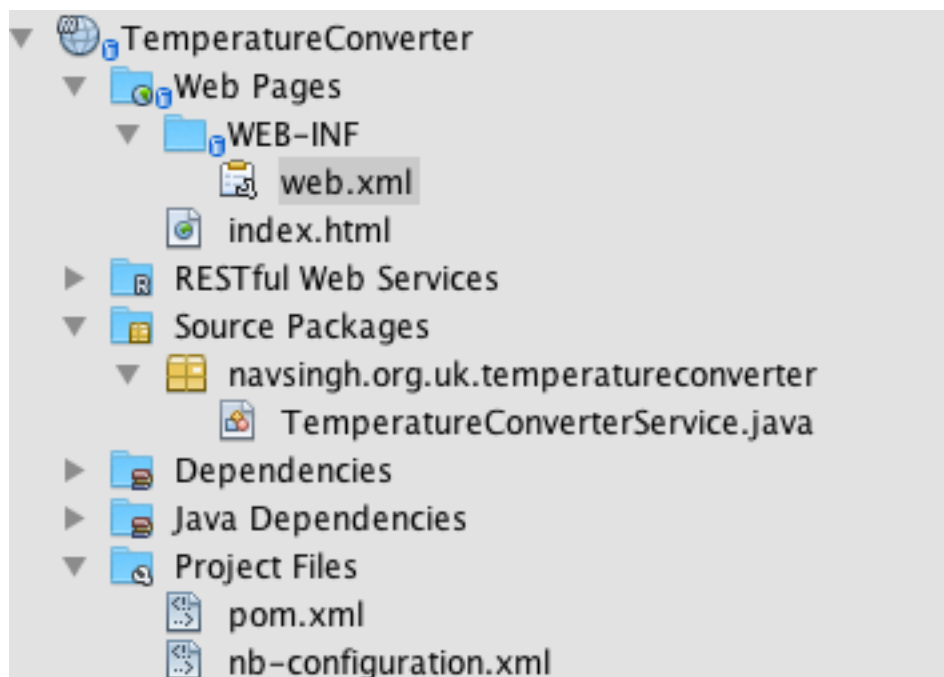 TemperatureConverter
Web Pages
WEB-INF
web.xml
index.html
RESTful Web Services
Source Packages
navsingh.org.uk.temperatureconverter
TemperatureConverterService.java
Dependencies
Java Dependencies
Project Files
pom.xml
nb-configuration.xml